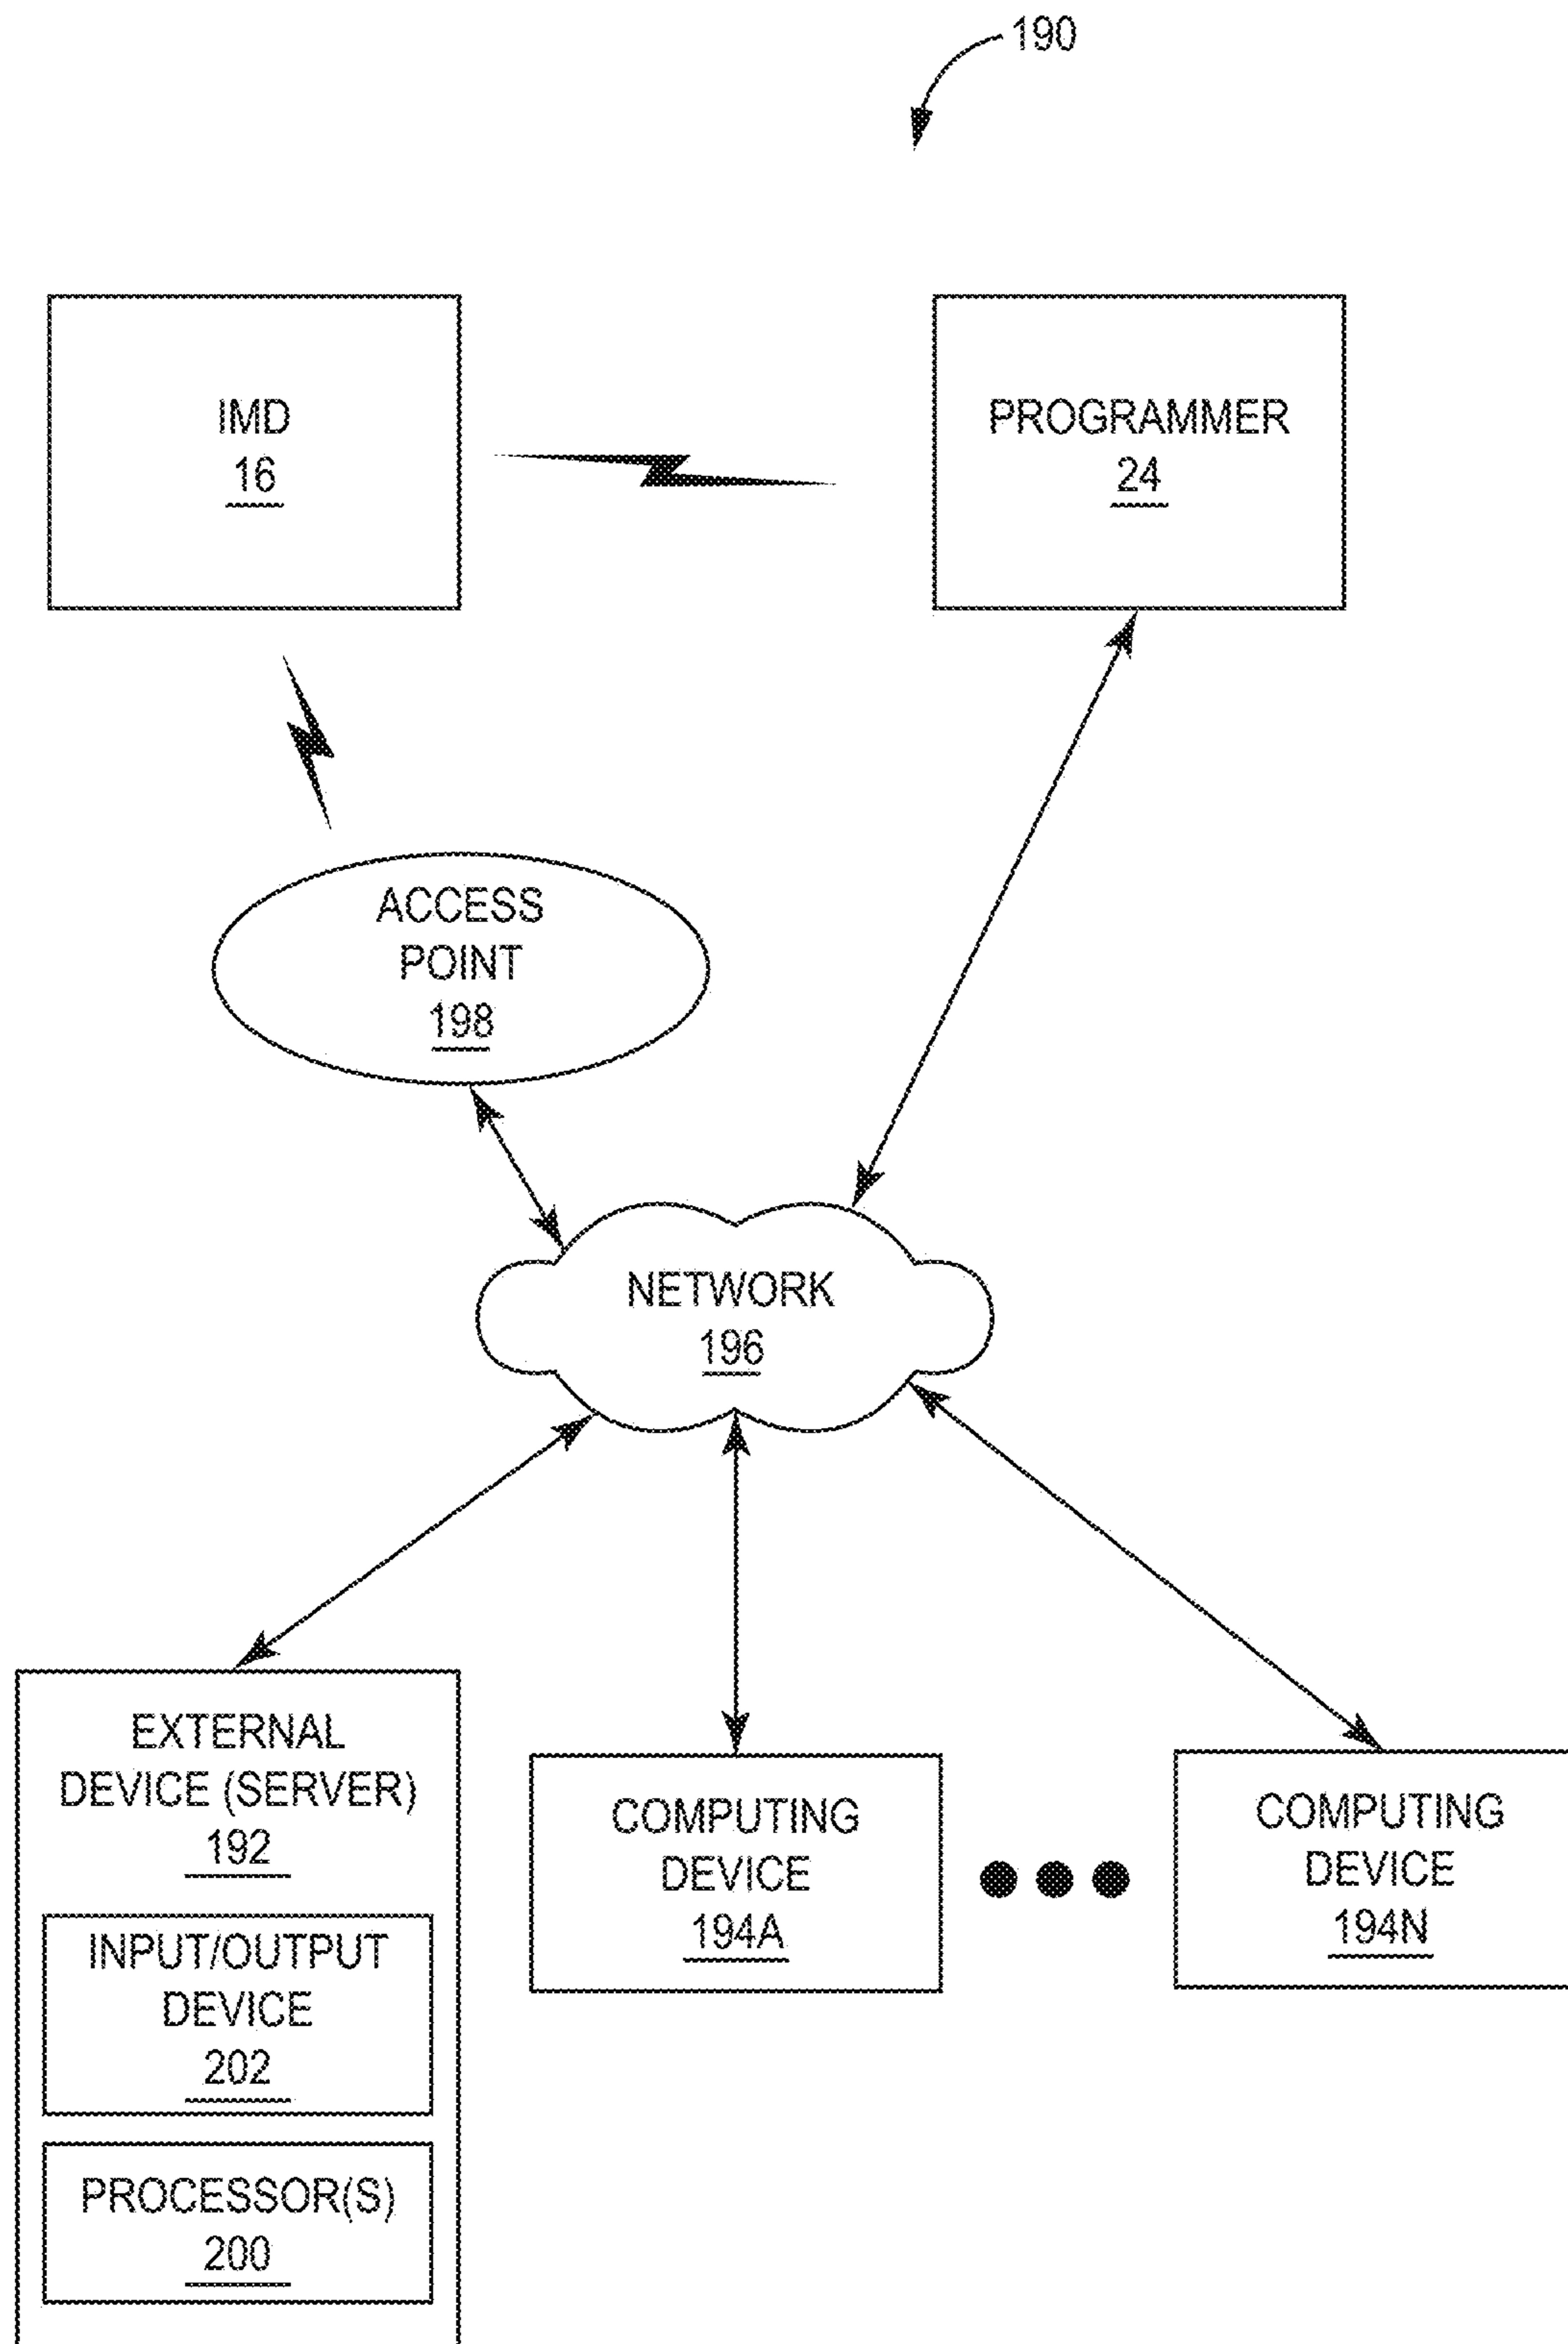 190
IMD
16
PROGRAMMER
24
ACCESS
POINT
198
NETWORK
196
EXTERNAL
DEVICE (SERVER)
192
INPUT/OUTPUT
DEVICE
202
PROCESSOR(S)
200
COMPUTING
DEVICE
194A
COMPUTING
DEVICE
194N